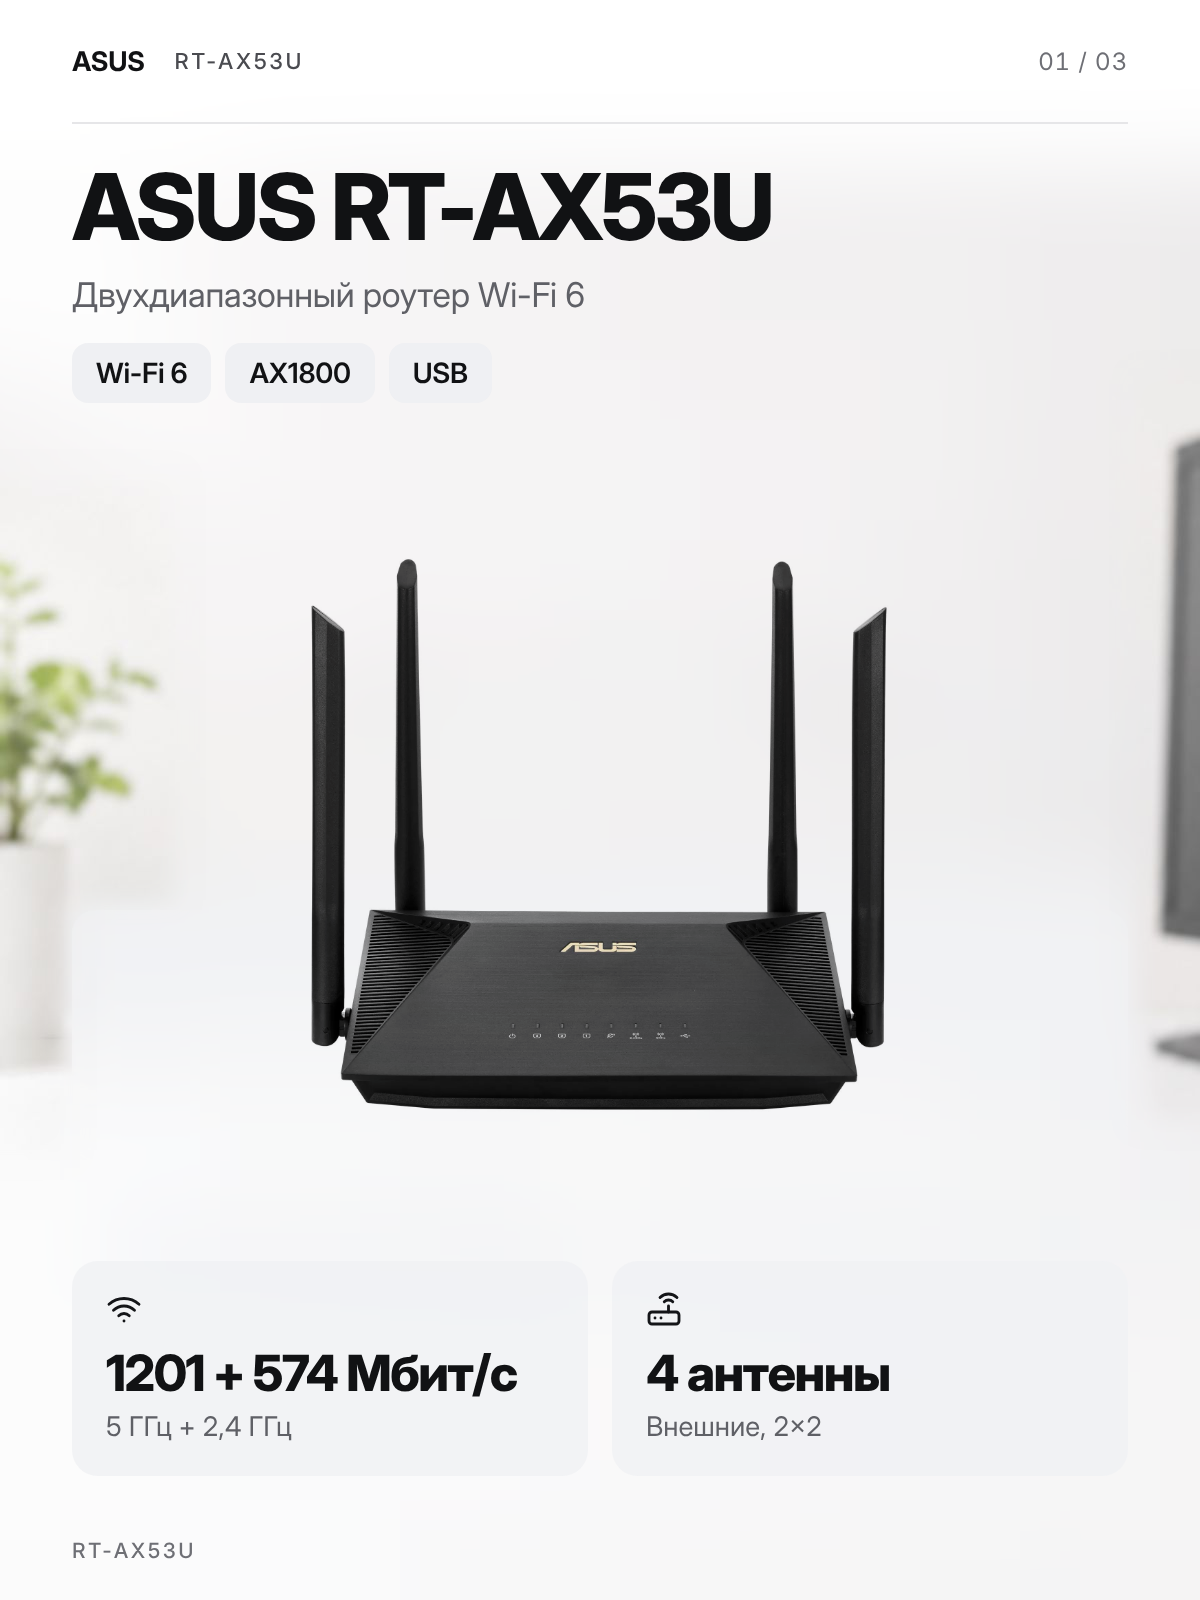 ASUS RT-AX53U 01 / 03
ASUS RT-AX53U
Двухдиапазонный роутер Wi-Fi 6
Wi-Fi 6 AX1800 USB
ASUS
1201 + 574 Мбит/с
5 ГГц + 2,4 ГГц
4 антенны
Внешние, 2×2
RT-AX53U